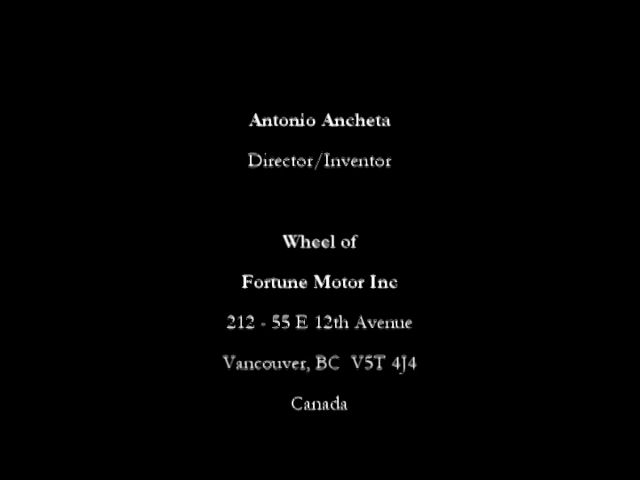 Antonio Ancheta
Director/Inventor
Wheel of
Fortune Motor Inc
212 - 55 E 12th Avenue
Vancouver, BC  V5T 4J4
Canada